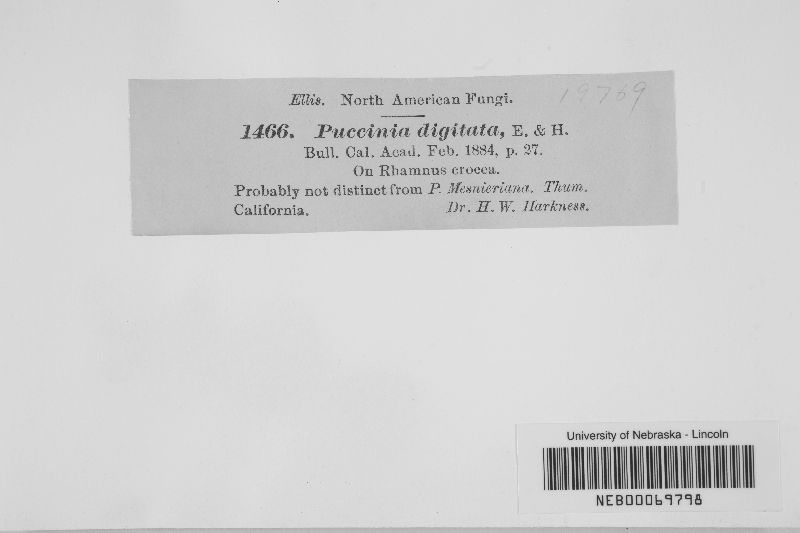 Ellis. North American Fungi.
19769
1466. Puccinia digitata, E. & H.
Bull. Cal. Acad. Feb. 1884, p. 27.
On Rhamnus crocea.
Probably not distinct from P. Mesnieriana. Thum.
California. Dr. H. W. Harkness.
University of Nebraska - Lincoln
NEB00069798